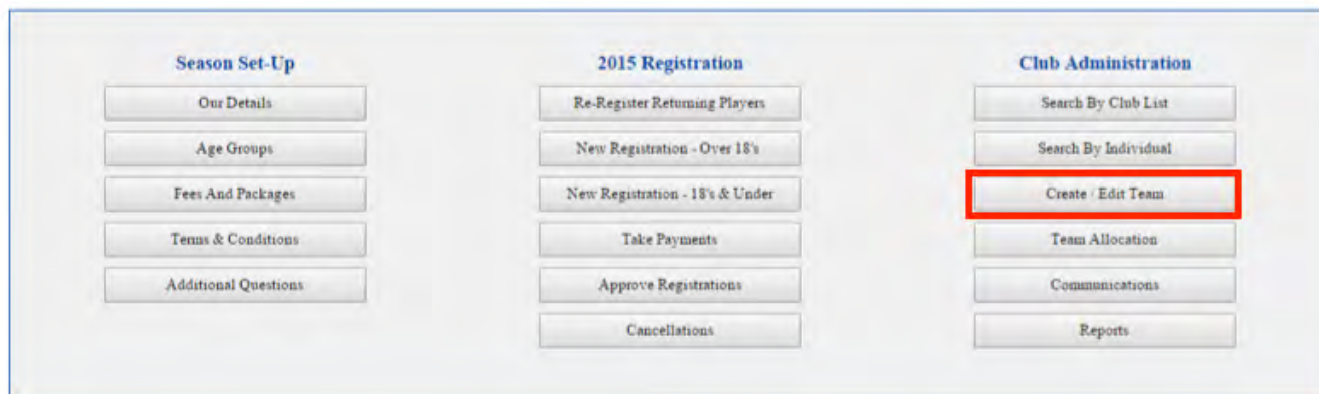 Season Set-Up
Our Details
Age Groups
Fees And Packages
Terms & Conditions
Additional Questions
2015 Registration
Re-Register Returning Players
New Registration - Over 18's
New Registration - 18's & Under
Take Payments
Approve Registrations
Cancellations
Club Administration
Search By Club List
Search By Individual
Create / Edit Team
Team Allocation
Communications
Reports